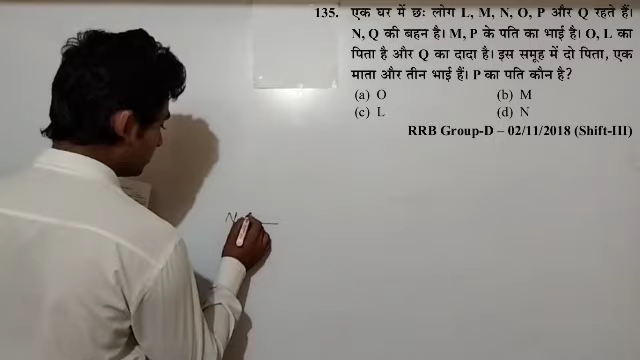 135. एक घर में छः लोग L, M, N, O, P और Q रहते हैं।
N, Q की बहन है। M, P के पति का भाई है। O, L का
पिता है और Q का दादा है। इस समूह में दो पिता, एक
माता और तीन भाई हैं। P का पति कौन है?
(a) O (b) M
(c) L (d) N
RRB Group-D – 02/11/2018 (Shift-III)
N